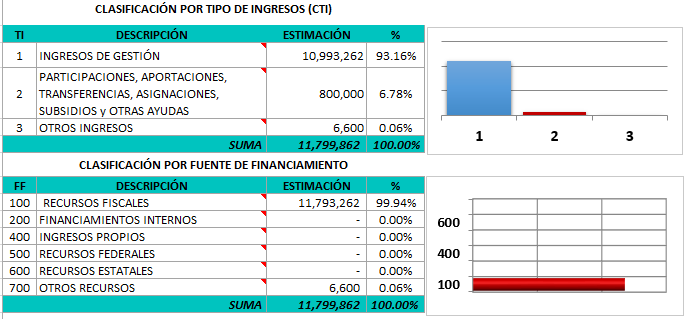 CLASIFICACIÓN POR TIPO DE INGRESOS (CTI)
TI DESCRIPCIÓN ESTIMACIÓN %
1 INGRESOS DE GESTIÓN 10,993,262 93.16%
PARTICIPACIONES, APORTACIONES,
2 TRANSFERENCIAS, ASIGNACIONES, 800,000 6.78%
SUBSIDIOS y OTRAS AYUDAS
3 OTROS INGRESOS 6,600 0.06%
SUMA 11,799,862 100.00%
1 2 3
CLASIFICACIÓN POR FUENTE DE FINANCIAMIENTO
FF DESCRIPCIÓN ESTIMACIÓN %
100 RECURSOS FISCALES 11,793,262 99.94%
200 FINANCIAMIENTOS INTERNOS - 0.00%
400 INGRESOS PROPIOS - 0.00%
500 RECURSOS FEDERALES - 0.00%
600 RECURSOS ESTATALES - 0.00%
700 OTROS RECURSOS 6,600 0.06%
SUMA 11,799,862 100.00%
600
400
100